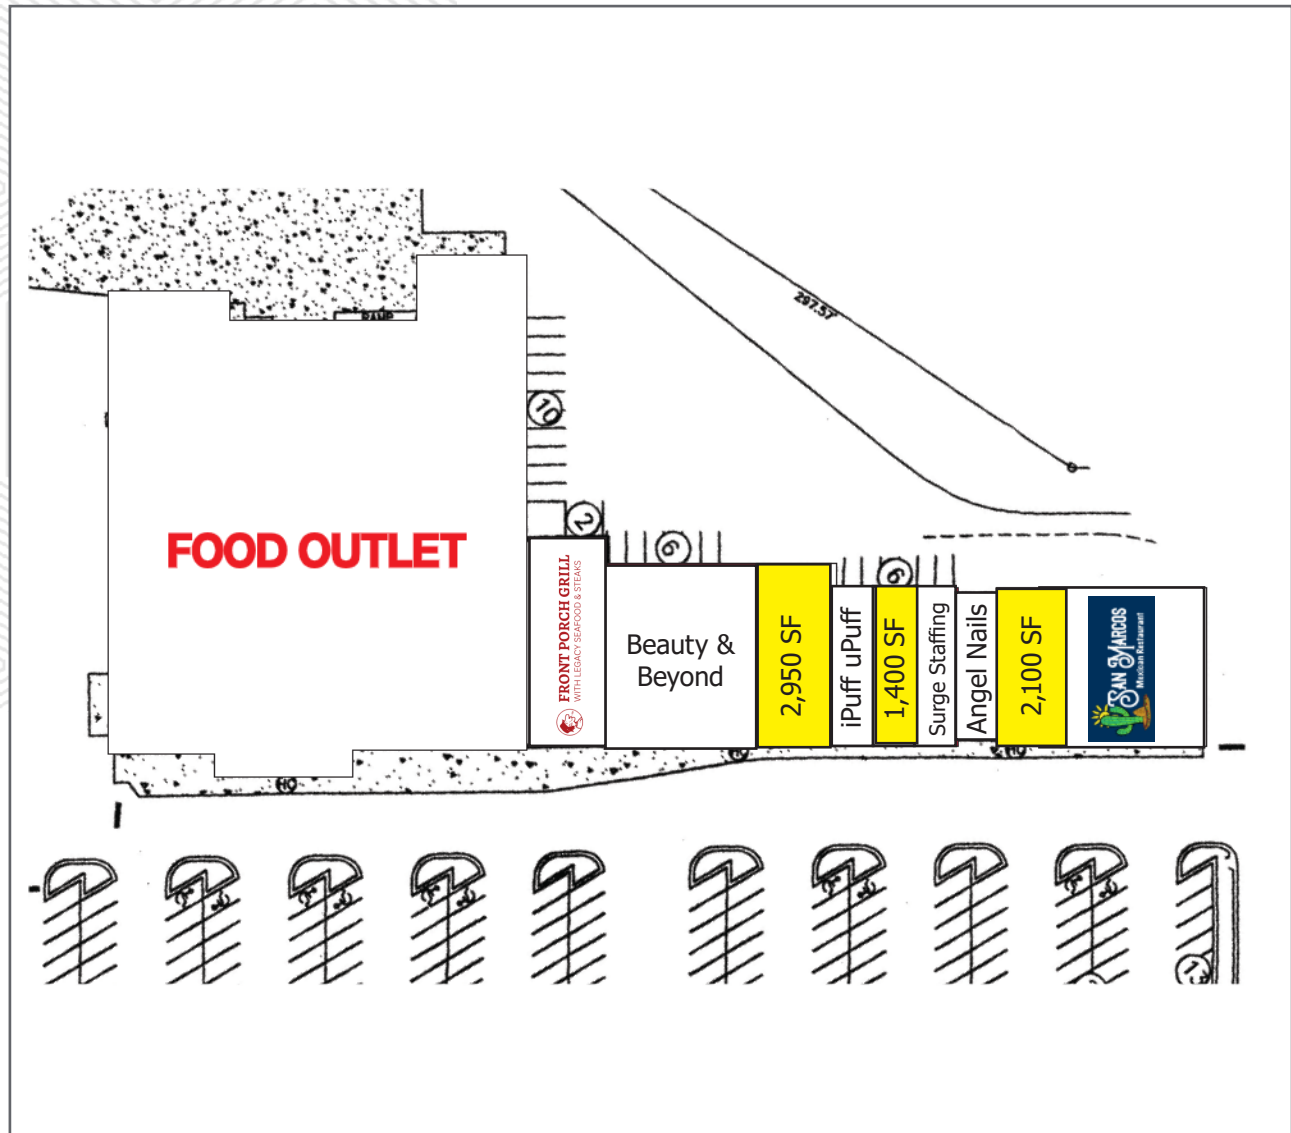 RAMP
297.57
10
2
6
6
FOOD OUTLET
FRONT PORCH GRILL
WITH LEGACY SEAFOOD & STEAKS
Beauty &
Beyond
2,950 SF
iPuff uPuff
1,400 SF
Surge Staffing
Angel Nails
2,100 SF
SAN MARCOS
Mexican Restaurant